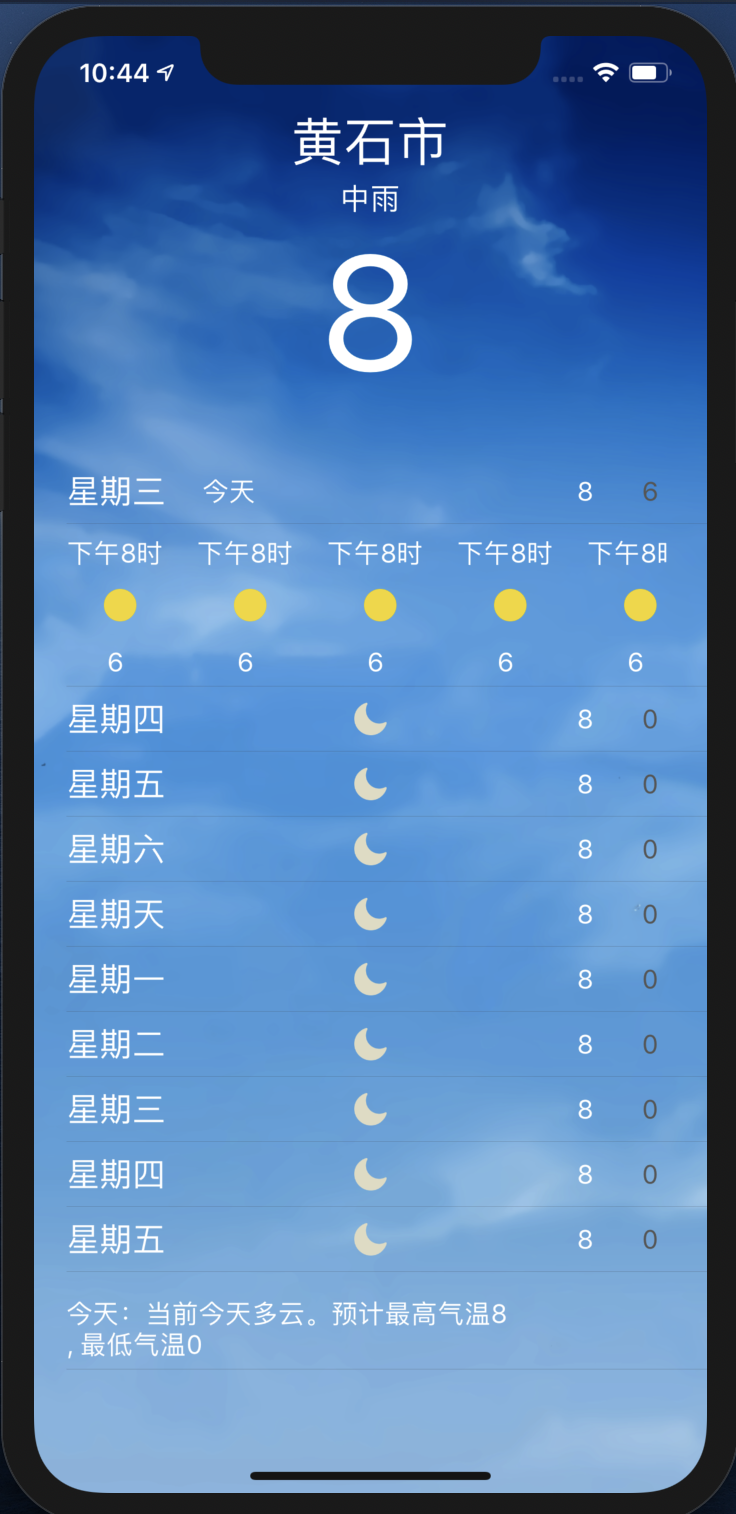 10:44
黄石市
中雨
8
星期三 今天 8 6
下午8时 下午8时 下午8时 下午8时 下午8
6 6 6 6 6
星期四 8 0
星期五 8 0
星期六 8 0
星期天 8 0
星期一 8 0
星期二 8 0
星期三 8 0
星期四 8 0
星期五 8 0
今天：当前今天多云。预计最高气温8
, 最低气温0